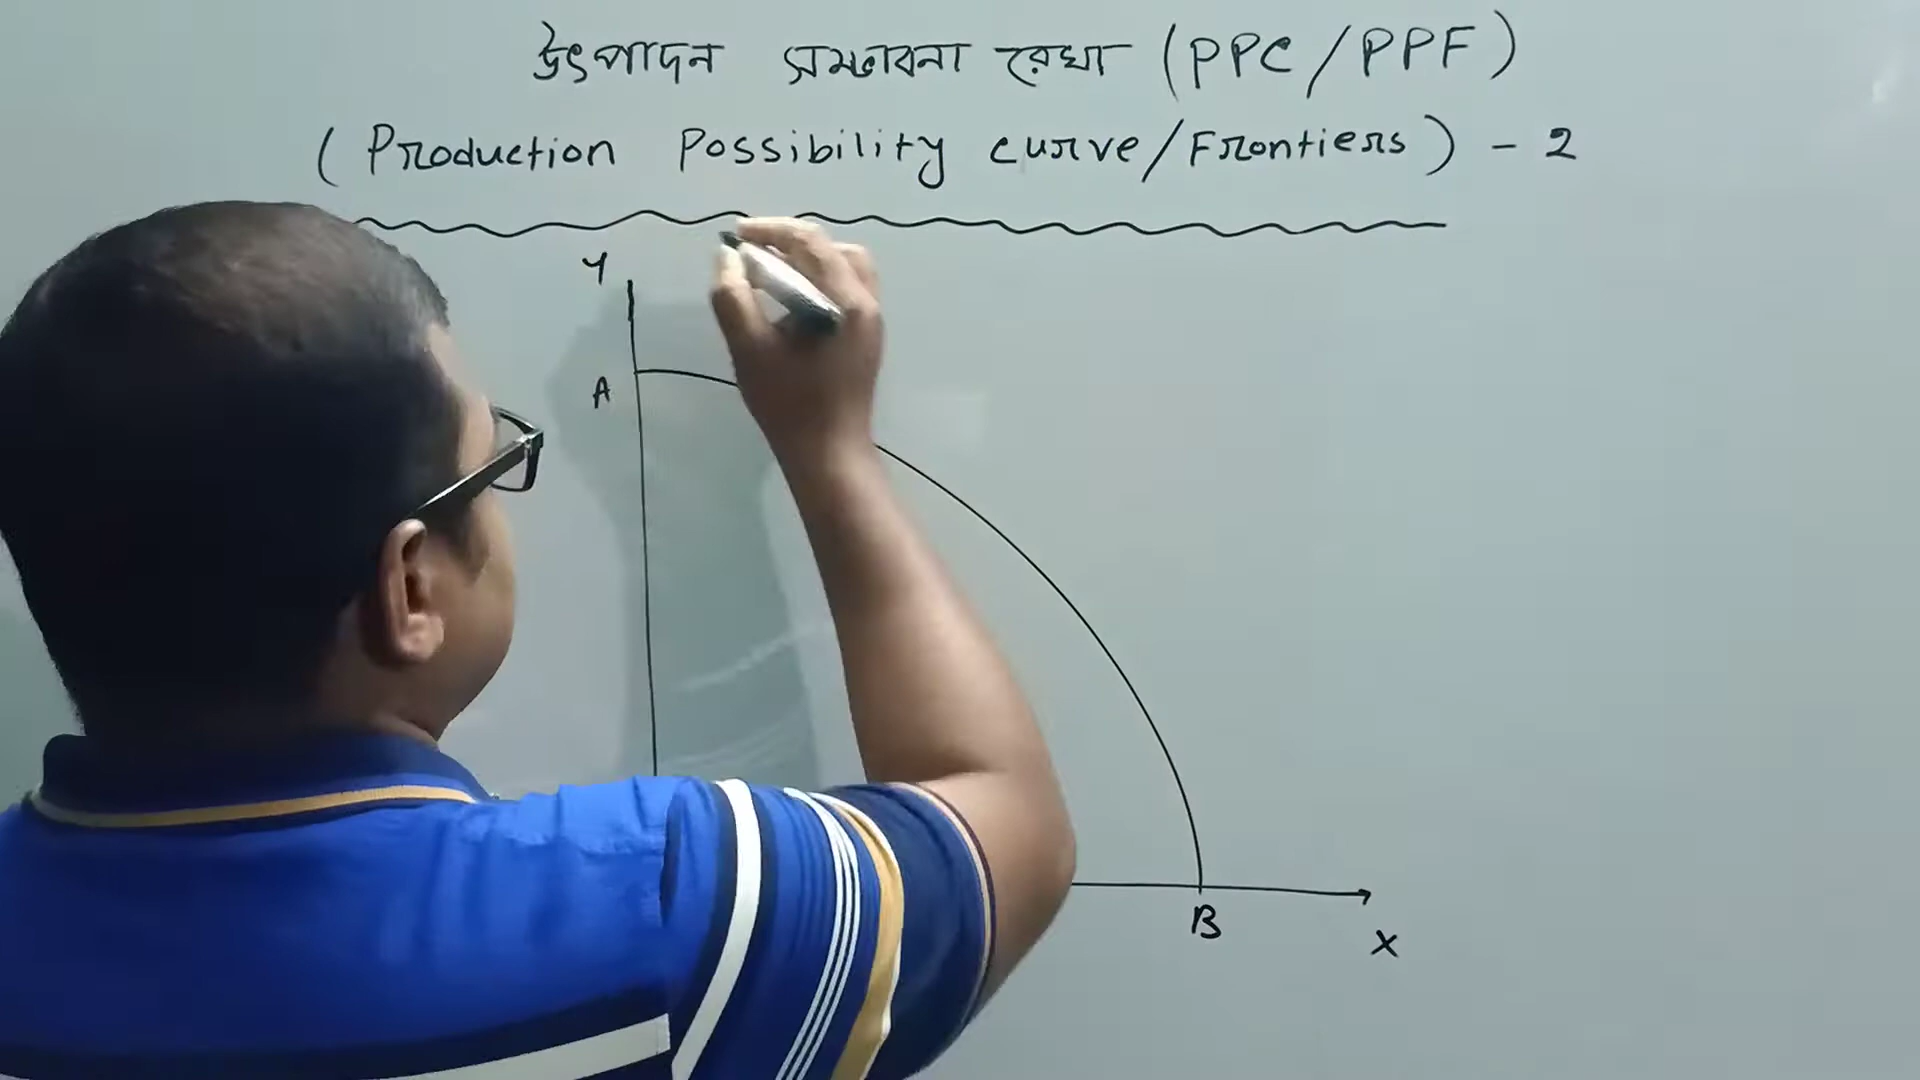 উৎপাদন সম্ভাবনা রেখা (PPC/PPF)
(Production Possibility curve/Frontiers) - 2
Y
A
B
X